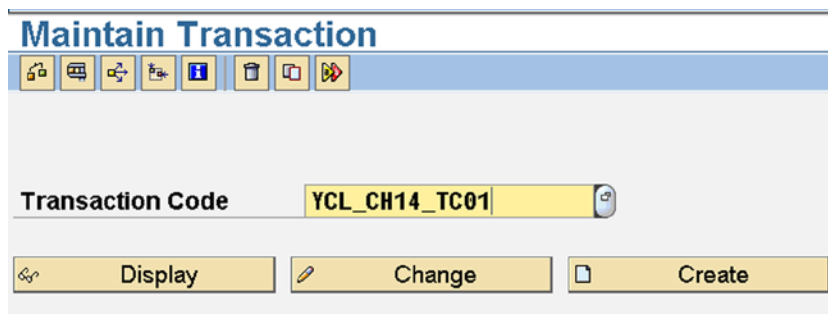 Maintain Transaction
Transaction Code YCL_CH14_TC01
Display Change Create